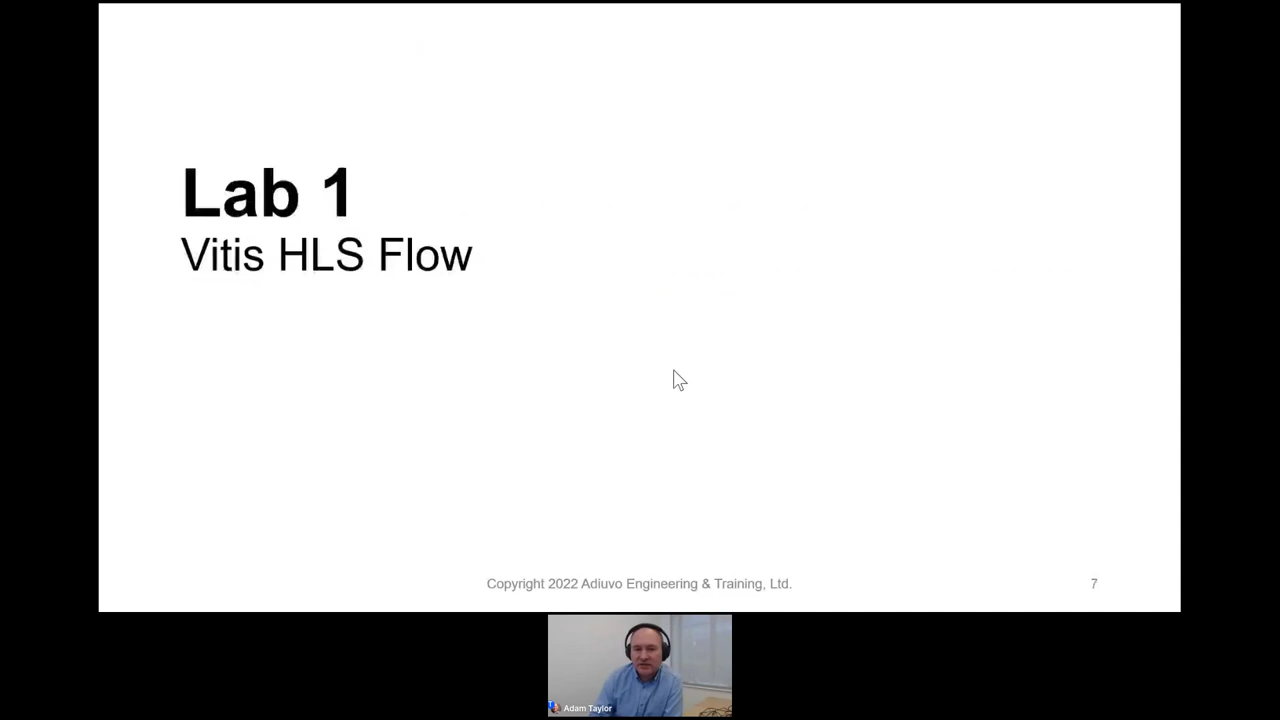 Lab 1
Vitis HLS Flow
Copyright 2022 Adiuvo Engineering & Training, Ltd.
7
Adam Taylor